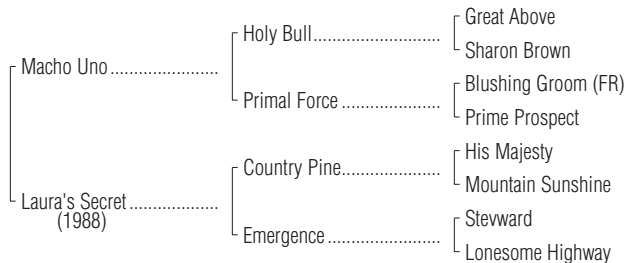 Great Above
Holy Bull..........................
Sharon Brown
Macho Uno ......................
Blushing Groom (FR)
Primal Force ....................
Prime Prospect
His Majesty
Country Pine.....................
Mountain Sunshine
Laura's Secret ..................
(1988)
Stevward
Emergence .......................
Lonesome Highway